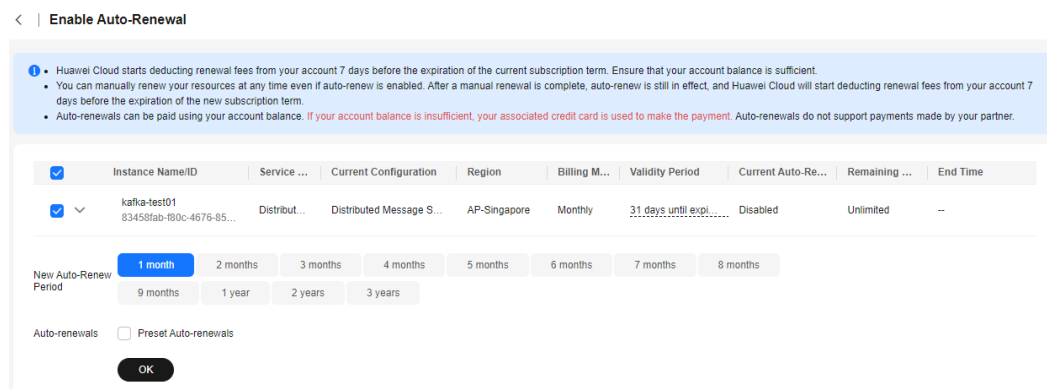 < | Enable Auto-Renewal
• Huawei Cloud starts deducting renewal fees from your account 7 days before the expiration of the current subscription term. Ensure that your account balance is sufficient.
• You can manually renew your resources at any time even if auto-renew is enabled. After a manual renewal is complete, auto-renew is still in effect, and Huawei Cloud will start deducting renewal fees from your account 7
days before the expiration of the new subscription term.
• Auto-renewals can be paid using your account balance. If your account balance is insufficient, your associated credit card is used to make the payment. Auto-renewals do not support payments made by your partner.
Instance Name/ID Service ... Current Configuration Region Billing M... Validity Period Current Auto-Re... Remaining ... End Time
kafka-test01
83458fab-f80c-4676-85... Distribut... Distributed Message S... AP-Singapore Monthly 31 days until expi... Disabled Unlimited --
New Auto-Renew
Period
1 month 2 months 3 months 4 months 5 months 6 months 7 months 8 months
9 months 1 year 2 years 3 years
Auto-renewals Preset Auto-renewals
OK